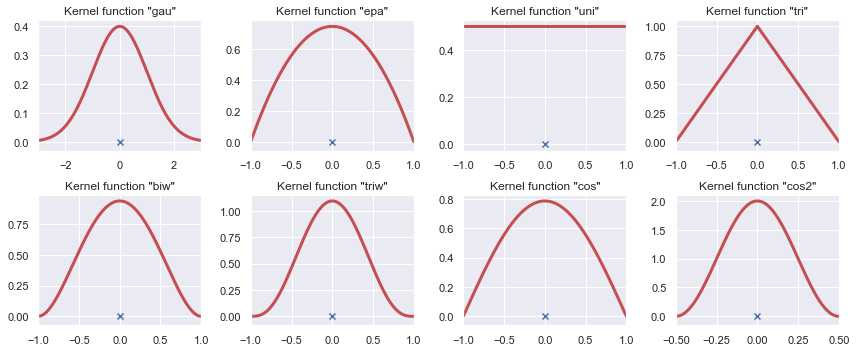 Kernel function "gau"
0.4
0.3
0.2
0.1
0.0
−2 0 2
Kernel function "epa"
0.6
0.4
0.2
0.0
−1.0 −0.5 0.0 0.5 1.0
Kernel function "uni"
0.4
0.2
0.0
−1.0 −0.5 0.0 0.5 1.0
Kernel function "tri"
1.00
0.75
0.50
0.25
0.00
−1.0 −0.5 0.0 0.5 1.0
Kernel function "biw"
0.75
0.50
0.25
0.00
−1.0 −0.5 0.0 0.5 1.0
Kernel function "triw"
1.00
0.75
0.50
0.25
0.00
−1.0 −0.5 0.0 0.5 1.0
Kernel function "cos"
0.8
0.6
0.4
0.2
0.0
−1.0 −0.5 0.0 0.5 1.0
Kernel function "cos2"
2.0
1.5
1.0
0.5
0.0
−0.50 −0.25 0.00 0.25 0.50